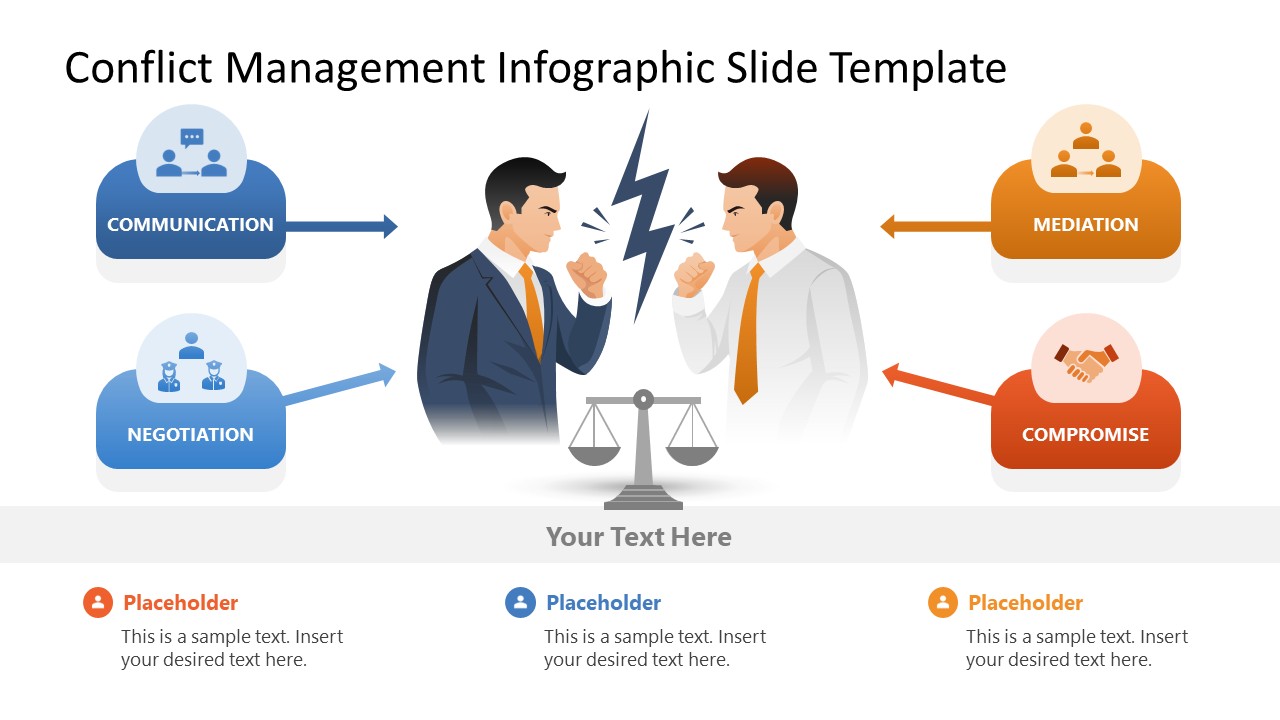 Conflict Management Infographic Slide Template
COMMUNICATION
MEDIATION
NEGOTIATION
COMPROMISE
Your Text Here
Placeholder
This is a sample text. Insert
your desired text here.
Placeholder
This is a sample text. Insert
your desired text here.
Placeholder
This is a sample text. Insert
your desired text here.